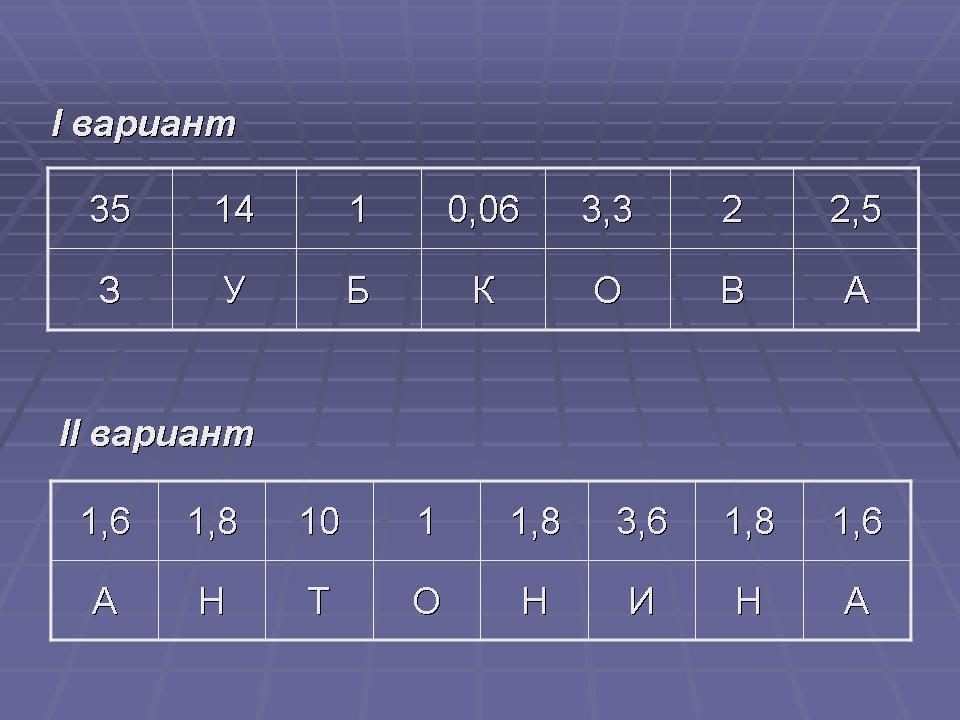 I вариант
35 14 1 0,06 3,3 2 2,5
З У Б К О В А
II вариант
1,6 1,8 10 1 1,8 3,6 1,8 1,6
А Н Т О Н И Н А